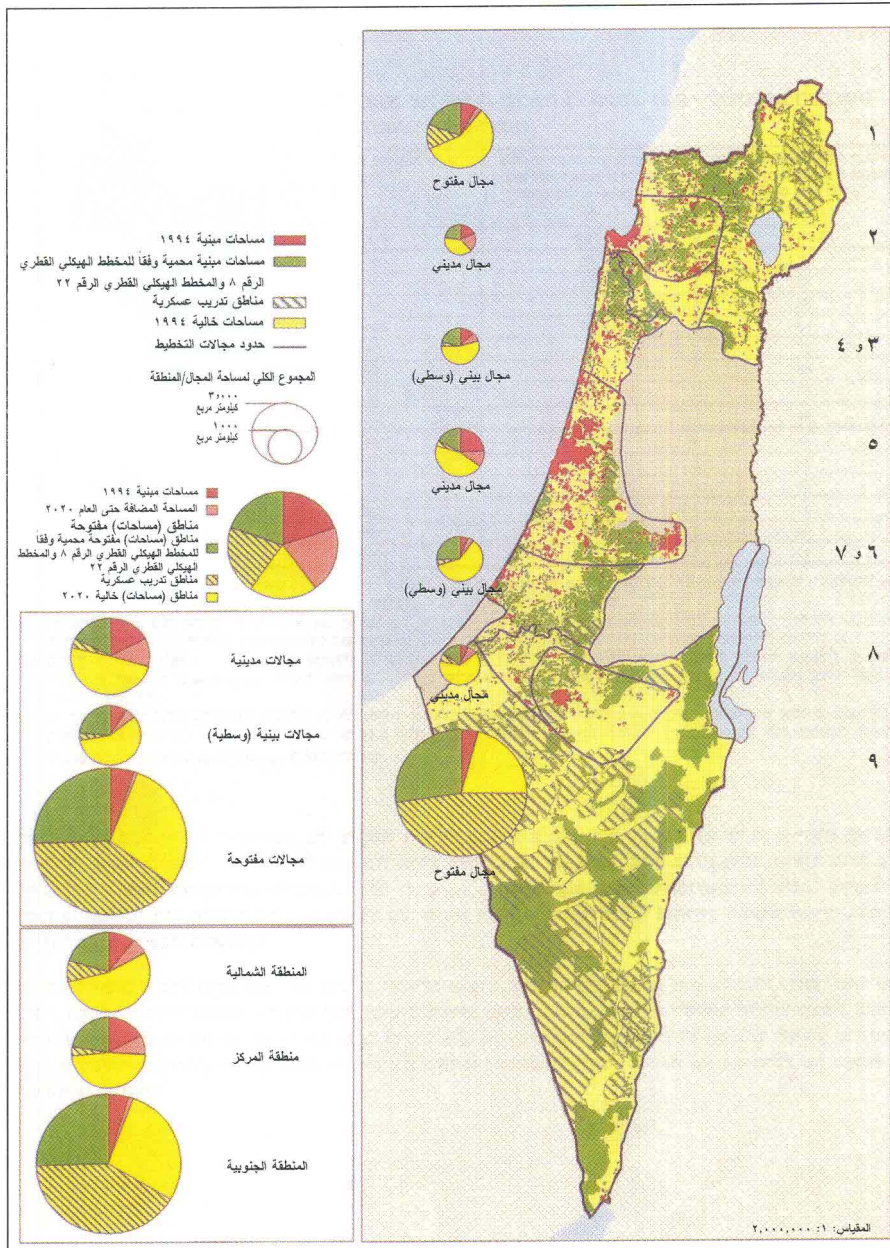 مساحات مبنية ١٩٩٤
مساحات مبنية محمية وفقاً للمخطط الهيكلي القطري
الرقم ٨ والمخطط الهيكلي القطري الرقم ٢٢
مناطق تدريب عسكرية
مساحات خالية ١٩٩٤
حدود مجالات التخطيط
المجموع الكلي لمساحة المجال/المنطقة
٣,٠٠٠
كيلومتر مربع
١٠٠٠
كيلومتر مربع
مساحات مبنية ١٩٩٤
المساحة المضافة حتى العام ٢٠٢٠
مناطق (مساحات) مفتوحة
مناطق (مساحات) مفتوحة محمية وفقاً
للمخطط الهيكلي القطري الرقم ٨ والمخطط
الهيكلي القطري الرقم ٢٢
مناطق تدريب عسكرية
مناطق (مساحات) خالية ٢٠٢٠
مجالات مدينية
مجالات بينية (وسطية)
مجالات مفتوحة
المنطقة الشمالية
منطقة المركز
المنطقة الجنوبية
مجال مفتوح
١
مجال مديني
٢
مجال بيني (وسطي)
٣ و ٤
مجال مديني
٥
مجال بيني (وسطي)
٦ و ٧
مجال مديني
٨
مجال مفتوح
٩
المقياس: ١: ٢,٠٠٠,٠٠٠